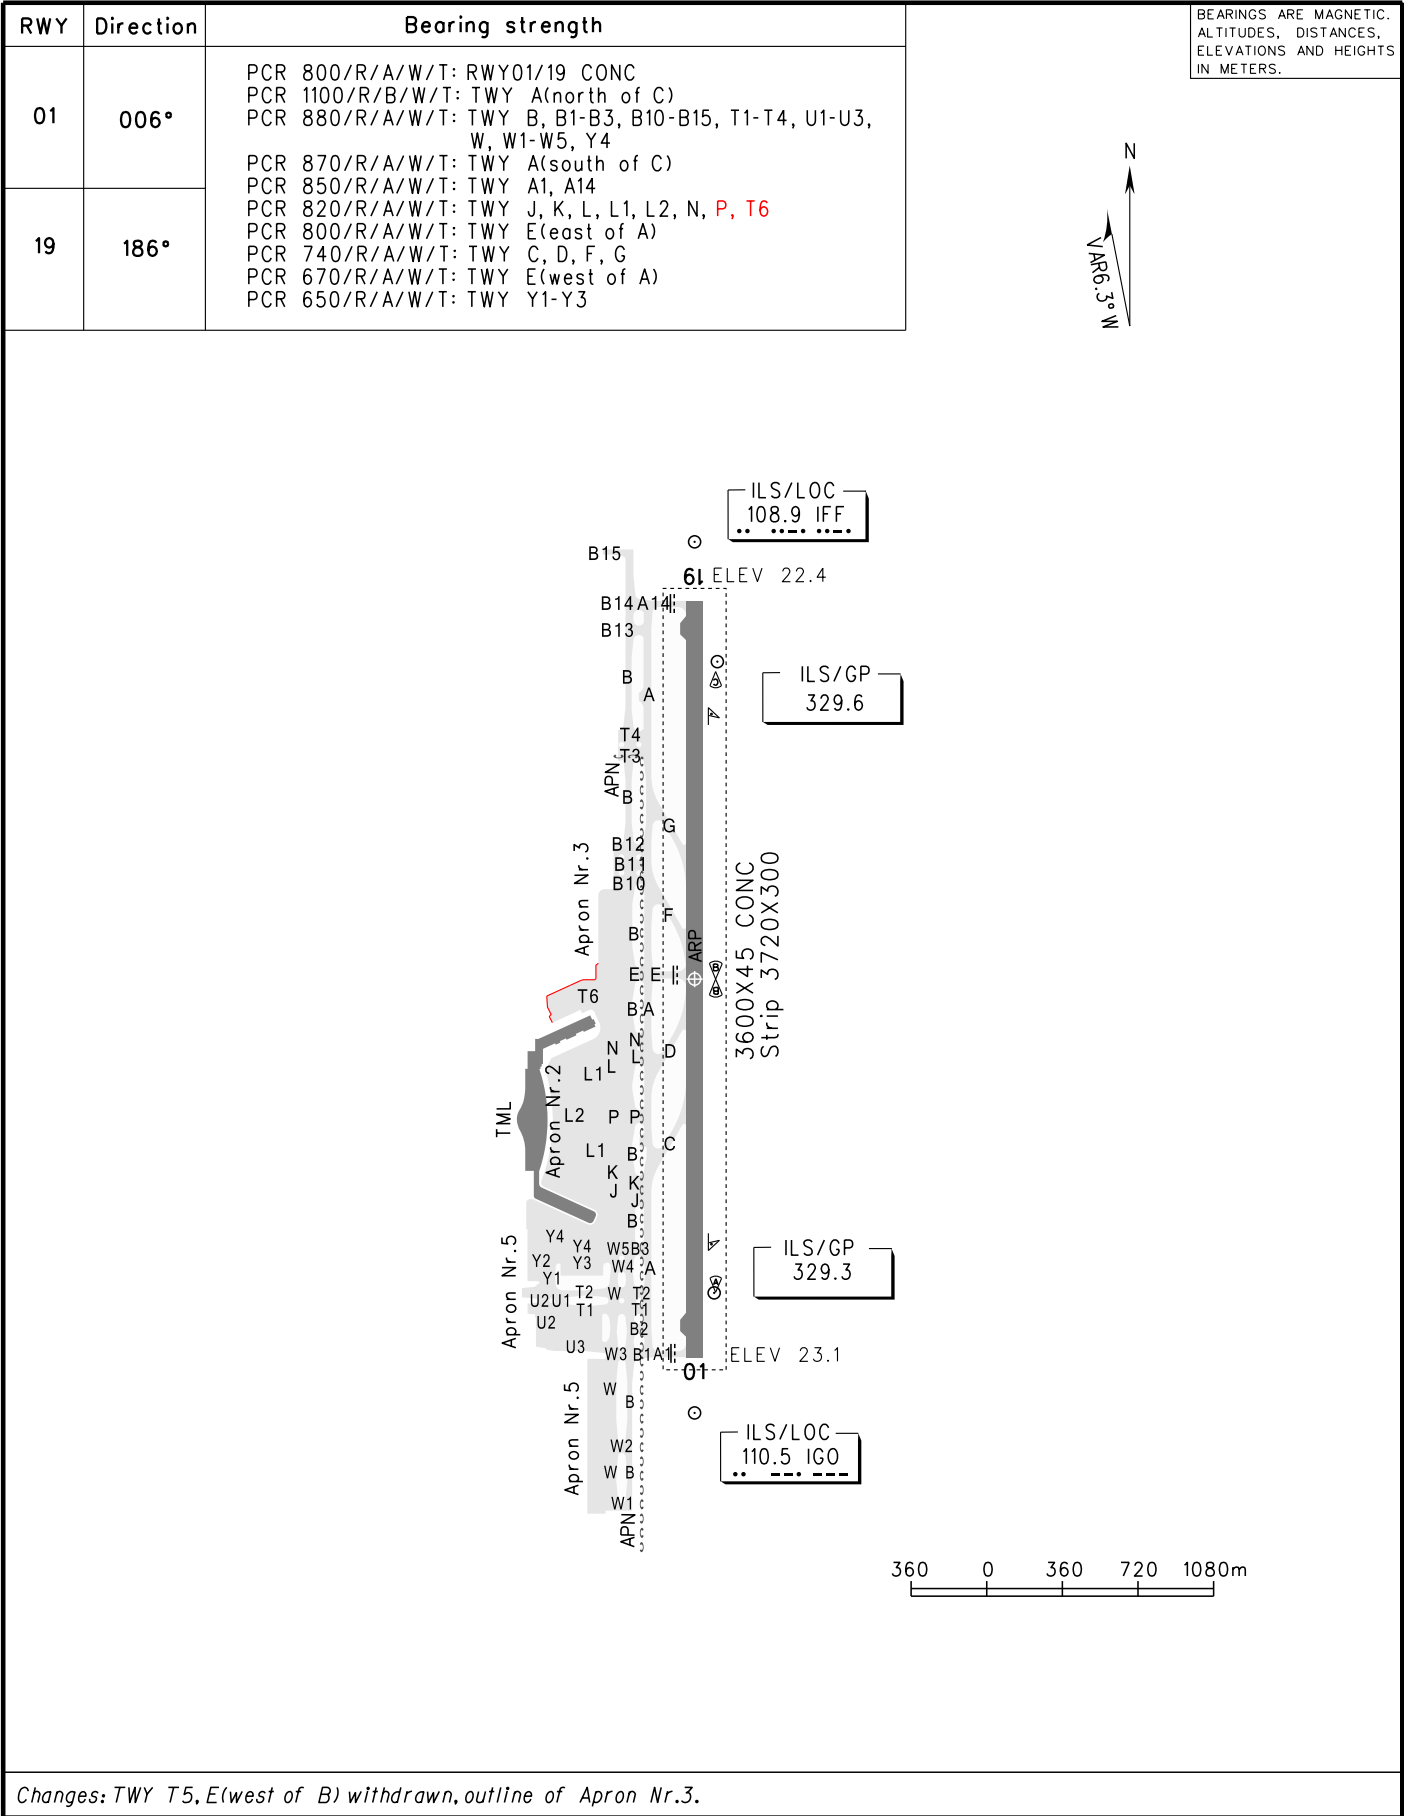 RWY Direction Bearing strength
01 006°
19 186°
PCR 800/R/A/W/T: RWY01/19 CONC
PCR 1100/R/B/W/T: TWY A(north of C)
PCR 880/R/A/W/T: TWY B, B1-B3, B10-B15, T1-T4, U1-U3,
W, W1-W5, Y4
PCR 870/R/A/W/T: TWY A(south of C)
PCR 850/R/A/W/T: TWY A1, A14
PCR 820/R/A/W/T: TWY J, K, L, L1, L2, N, P, T6
PCR 800/R/A/W/T: TWY E(east of A)
PCR 740/R/A/W/T: TWY C, D, F, G
PCR 670/R/A/W/T: TWY E(west of A)
PCR 650/R/A/W/T: TWY Y1-Y3
BEARINGS ARE MAGNETIC.
ALTITUDES, DISTANCES,
ELEVATIONS AND HEIGHTS
IN METERS.
N
VAR6.3° W
ILS/LOC
108.9 IFF
B15
19 ELEV 22.4
B14 A14
B13
B
A
C
ILS/GP
329.6
T4
T3
APN
B
G
B12
B11
B10
Apron Nr.3
F
B
ARP
E E
B
B
3600X45 CONC
Strip 3720X300
T6
B A
N
N
L
D
L
L1
Apron Nr.2
TML
L2 P P
C
L1 B
K
K
J
J
B
Y4
Y4 W5 B3
Y2 Y3 W4 A
Y1
ILS/GP
329.3
A
Apron Nr.5
T2 W T2
U2 U1 T1 T1
U2 B2
U3 W3 B1 A1
ELEV 23.1
01
W
B
Apron Nr.5
ILS/LOC
110.5 IGO
W2
W B
W1
APN
360 0 360 720 1080m
Changes: TWY T5, E(west of B) withdrawn, outline of Apron Nr.3.